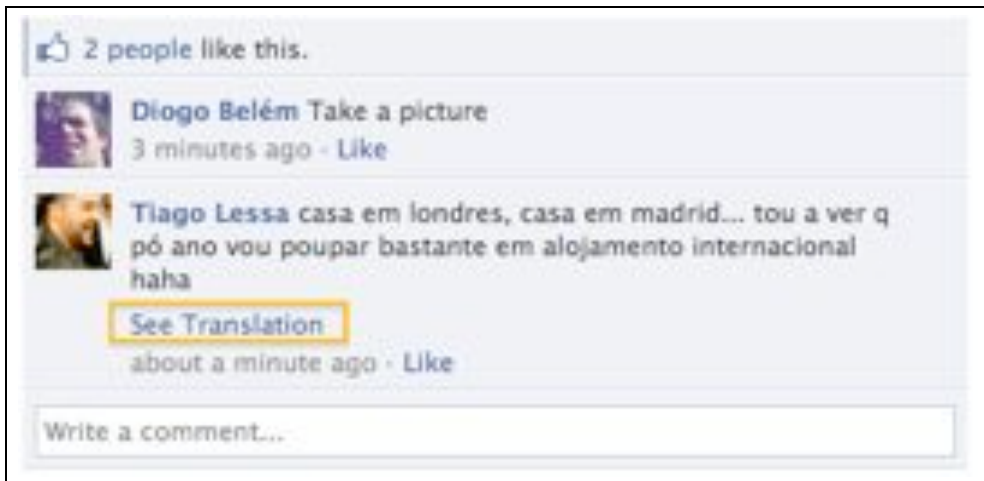 2 people like this.
Diogo Belém Take a picture
3 minutes ago · Like
Tiago Lessa casa em londres, casa em madrid... tou a ver q
pó ano vou poupar bastante em alojamento internacional
haha
See Translation
about a minute ago · Like
Write a comment...